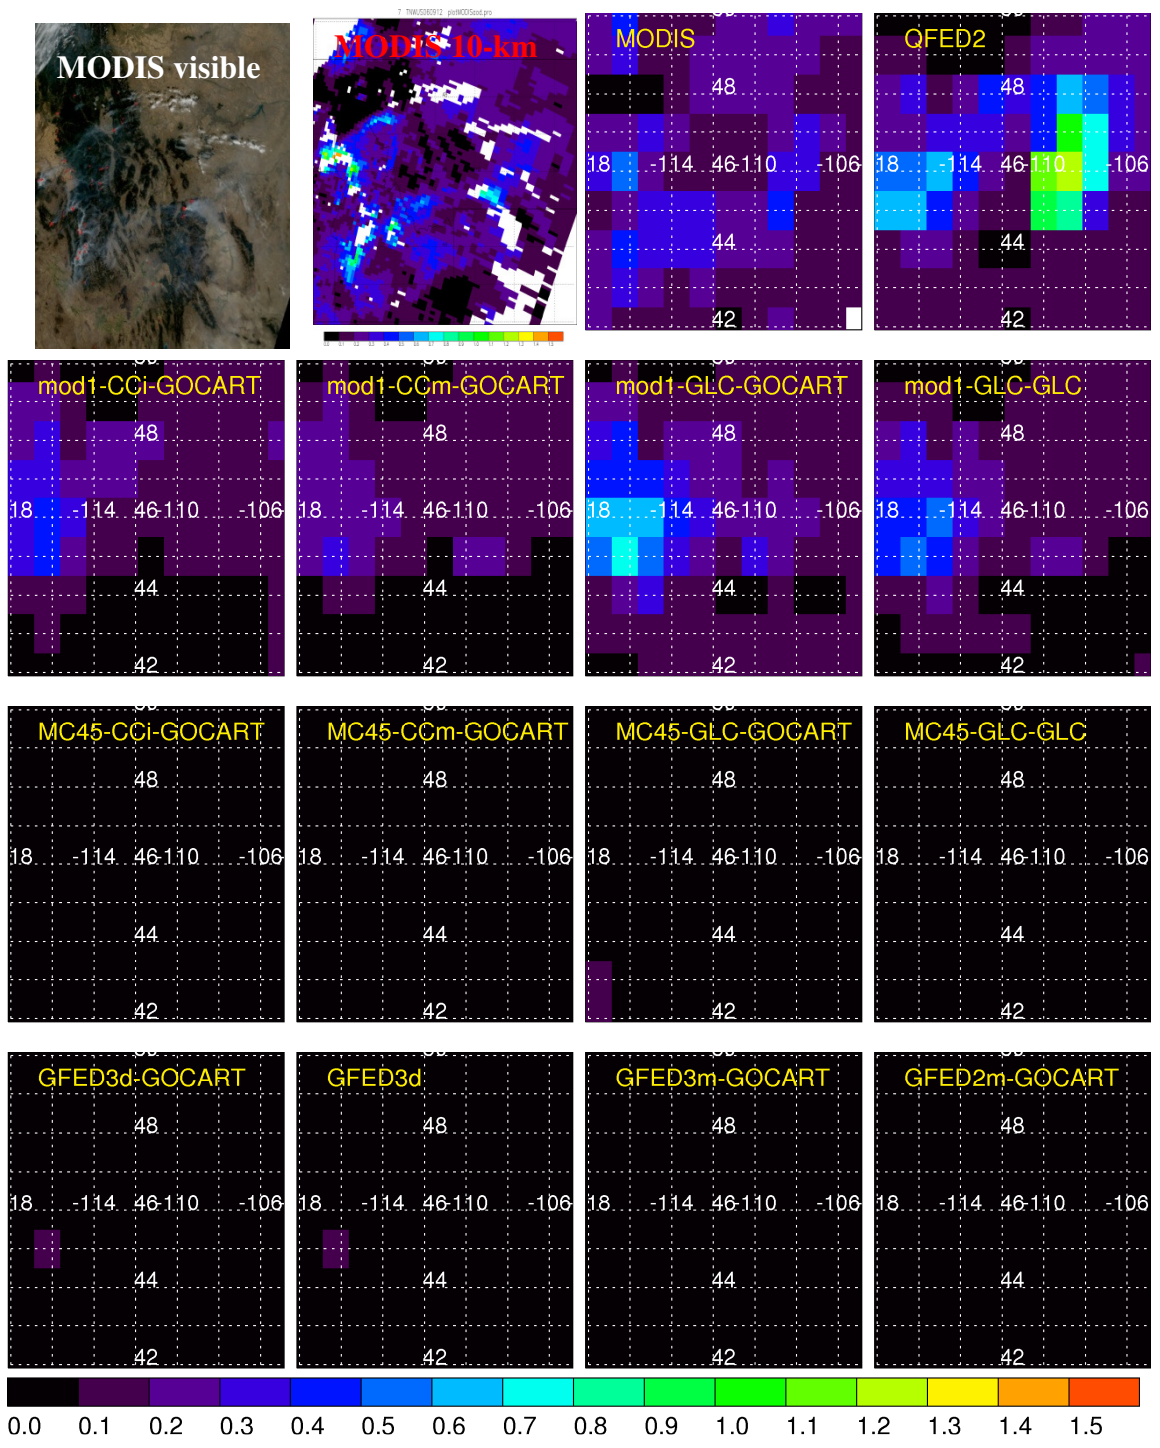 7 : TNWUS060912 plotMODISaod.pro
MODIS visible
MODIS 10-km
MODIS
QFED2
48
48
18 -114 46-110 -106
18 -114 46-110 -106
44
44
42
42
mod1-CCi-GOCART
mod1-CCm-GOCART
mod1-GLC-GOCART
mod1-GLC-GLC
48
48
48
48
18 -114 46-110 -106
18 -114 46-110 -106
18 -114 46-110 -106
18 -114 46-110 -106
44
44
44
44
42
42
42
42
MC45-CCi-GOCART
MC45-CCm-GOCART
MC45-GLC-GOCART
MC45-GLC-GLC
48
48
48
48
18 -114 46-110 -106
18 -114 46-110 -106
18 -114 46-110 -106
18 -114 46-110 -106
44
44
44
44
42
42
42
42
GFED3d-GOCART
GFED3d
GFED3m-GOCART
GFED2m-GOCART
48
48
48
48
18 -114 46-110 -106
18 -114 46-110 -106
18 -114 46-110 -106
18 -114 46-110 -106
44
44
44
44
42
42
42
42
0.0 0.1 0.2 0.3 0.4 0.5 0.6 0.7 0.8 0.9 1.0 1.1 1.2 1.3 1.4 1.5